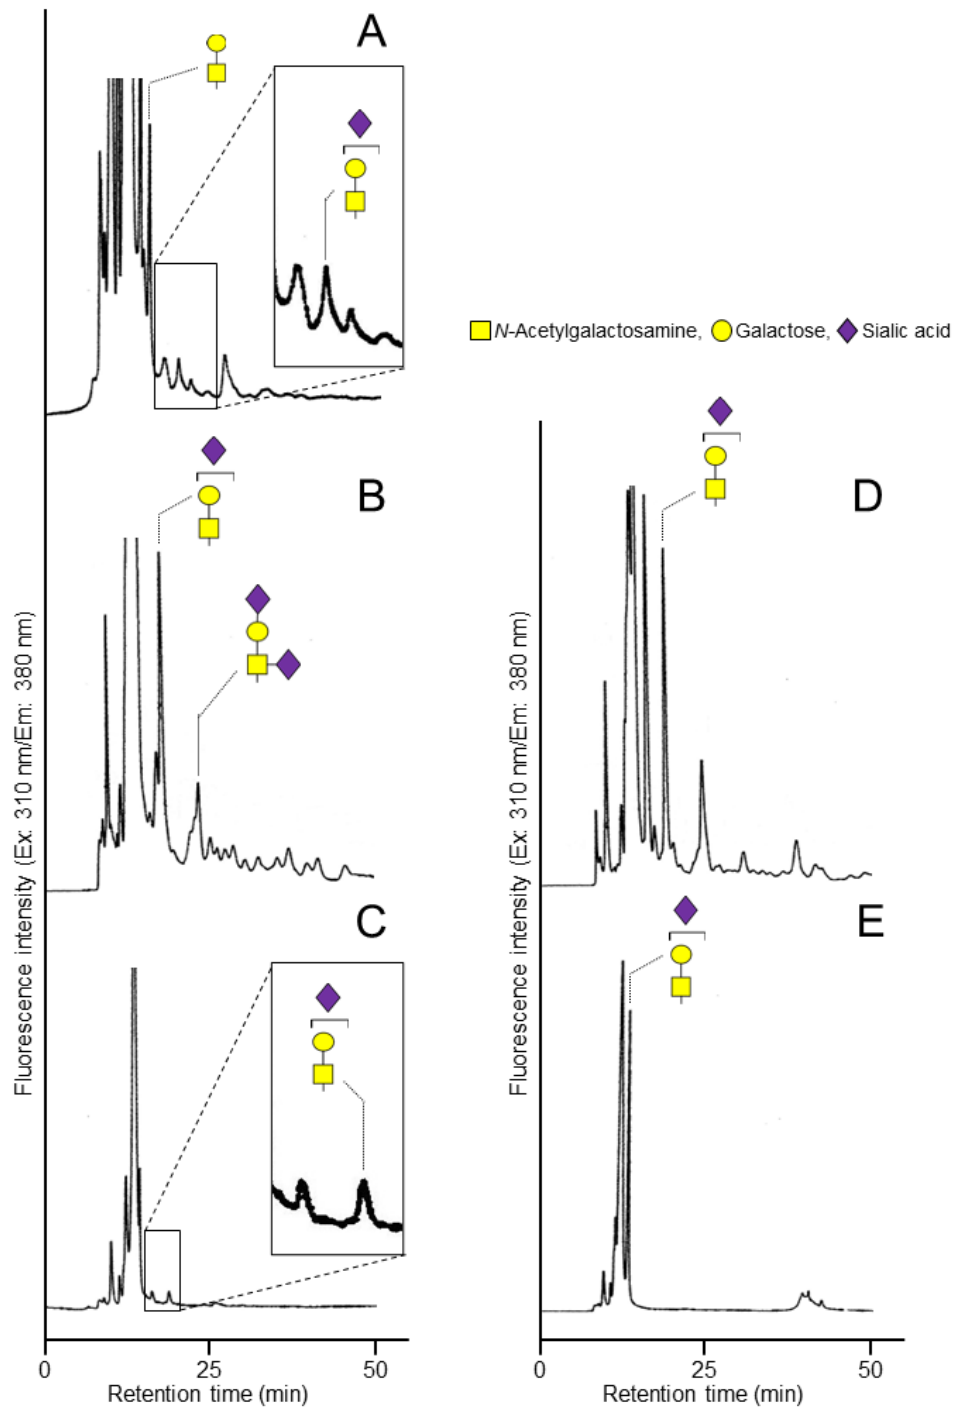 A
N-Acetylgalactosamine, Galactose, Sialic acid
B
D
C
E
Fluorescence intensity (Ex: 310 nm/Em: 380 nm)
Fluorescence intensity (Ex: 310 nm/Em: 380 nm)
0 25 50
Retention time (min)
0 25 50
Retention time (min)